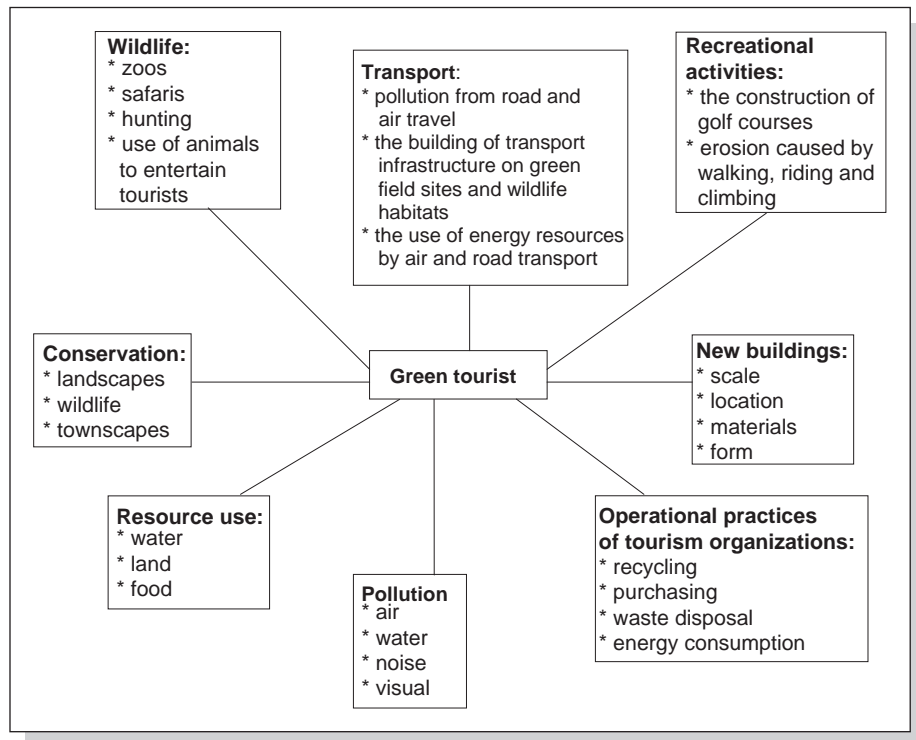 Wildlife:
* zoos
* safaris
* hunting
* use of animals
to entertain
tourists
Transport:
* pollution from road and
air travel
* the building of transport
infrastructure on green
field sites and wildlife
habitats
* the use of energy resources
by air and road transport
Recreational
activities:
* the construction of
golf courses
* erosion caused by
walking, riding and
climbing
Conservation:
* landscapes
* wildlife
* townscapes
Green tourist
New buildings:
* scale
* location
* materials
* form
Resource use:
* water
* land
* food
Pollution
* air
* water
* noise
* visual
Operational practices
of tourism organizations:
* recycling
* purchasing
* waste disposal
* energy consumption